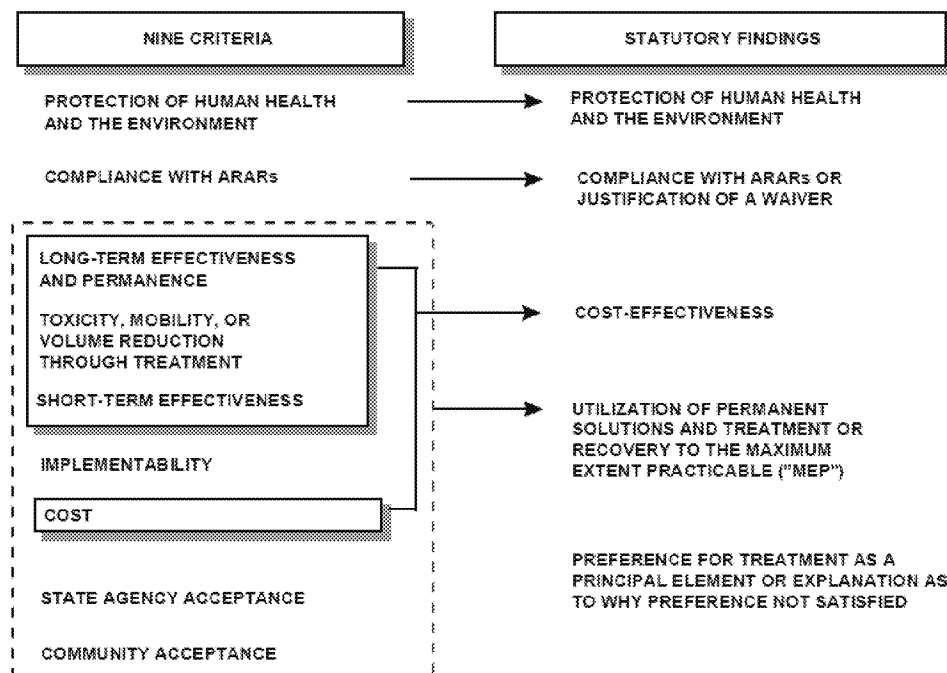 NINE CRITERIA
STATUTORY FINDINGS
PROTECTION OF HUMAN HEALTH
AND THE ENVIRONMENT
PROTECTION OF HUMAN HEALTH
AND THE ENVIRONMENT
COMPLIANCE WITH ARARs
COMPLIANCE WITH ARARs OR
JUSTIFICATION OF A WAIVER
LONG-TERM EFFECTIVENESS
AND PERMANENCE
TOXICITY, MOBILITY, OR
VOLUME REDUCTION
THROUGH TREATMENT
SHORT-TERM EFFECTIVENESS
COST-EFFECTIVENESS
IMPLEMENTABILITY
UTILIZATION OF PERMANENT
SOLUTIONS AND TREATMENT OR
RECOVERY TO THE MAXIMUM
EXTENT PRACTICABLE ("MEP")
COST
STATE AGENCY ACCEPTANCE
COMMUNITY ACCEPTANCE
PREFERENCE FOR TREATMENT AS A
PRINCIPAL ELEMENT OR EXPLANATION AS
TO WHY PREFERENCE NOT SATISFIED